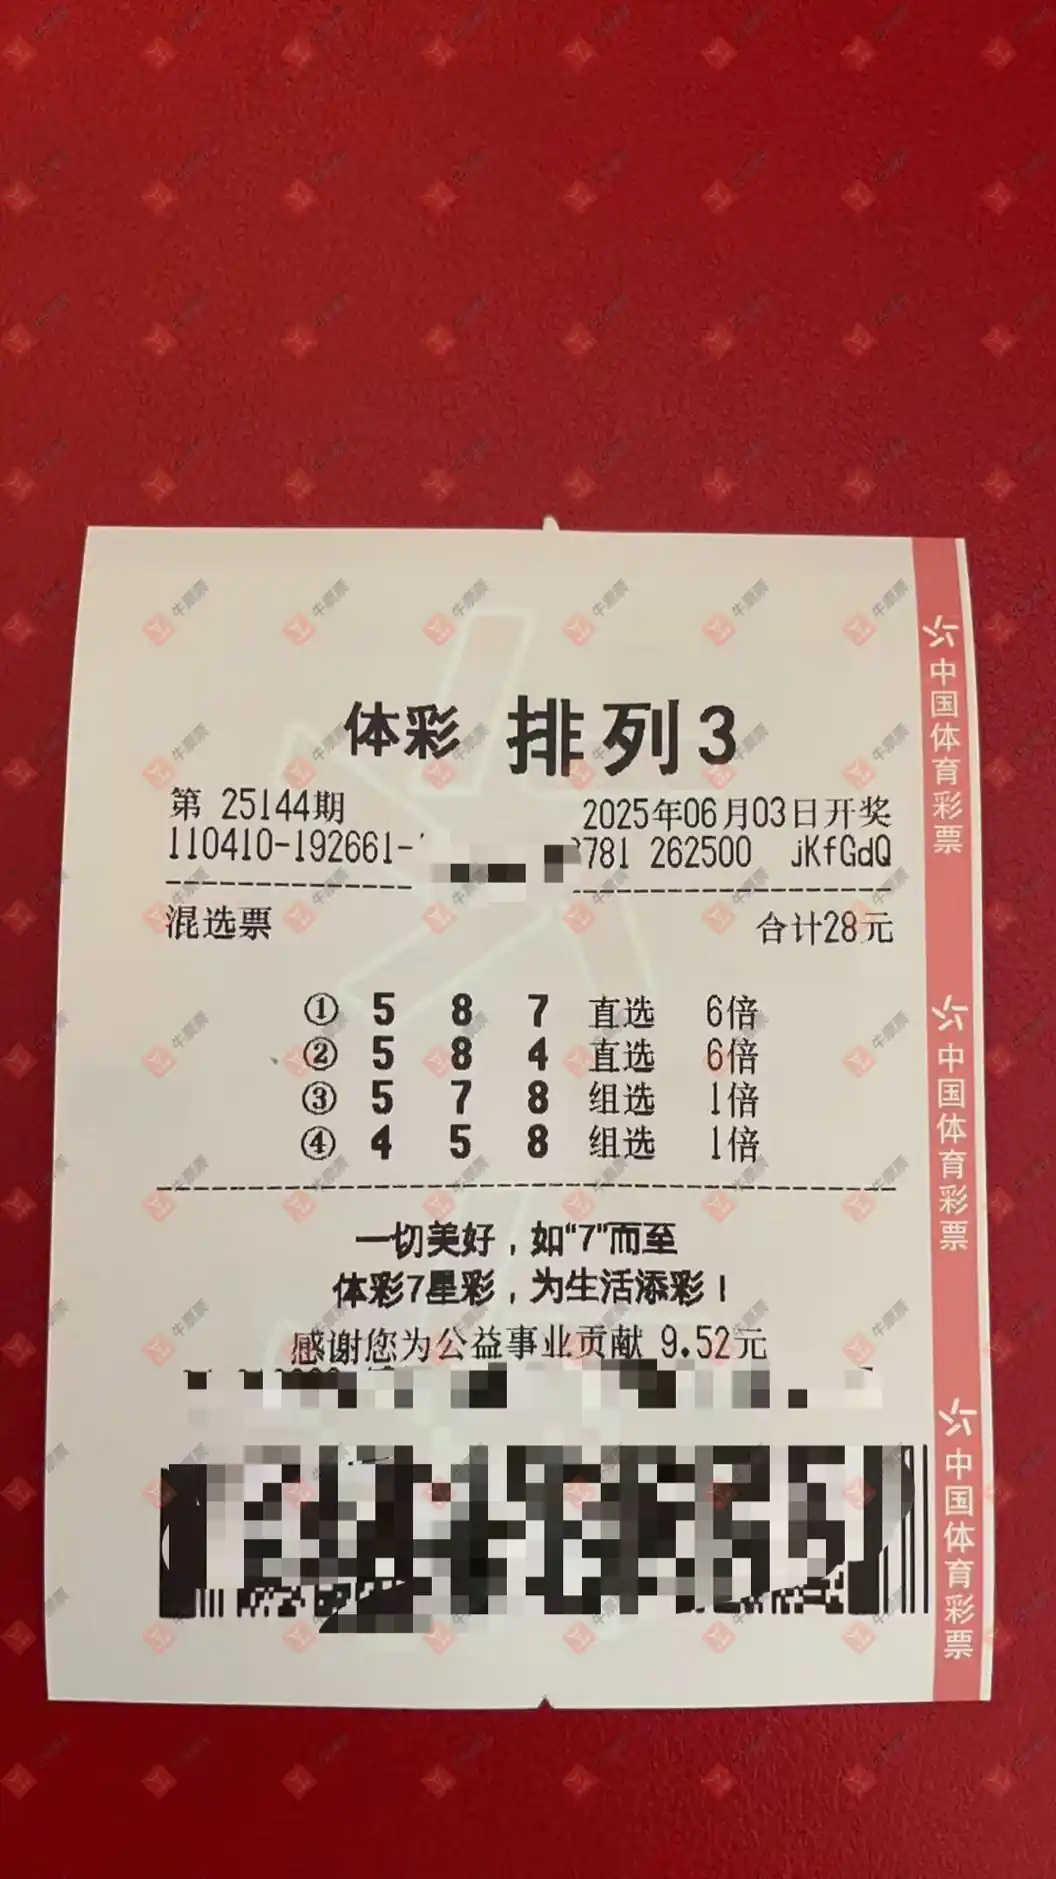 体彩 排列3
第 25144期
2025年06月03日开奖
110410-192661-
781 262500 jKfGdQ
混选票
合计28元
① 5 8 7 直选 6倍
② 5 8 4 直选 6倍
③ 5 7 8 组选 1倍
④ 4 5 8 组选 1倍
一切美好，如“7”而至
体彩7星彩，为生活添彩！
感谢您为公益事业贡献 9.52元
中国体育彩票
中国体育彩票
中国体育彩票